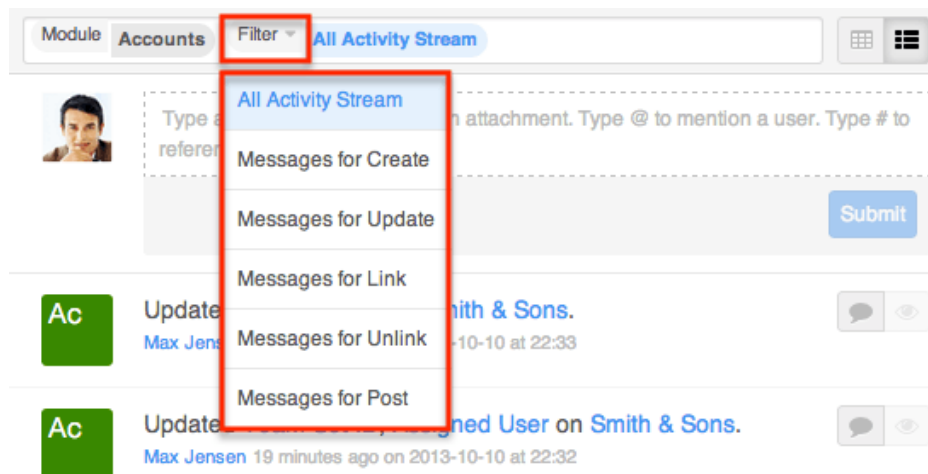 Module Accounts Filter All Activity Stream
All Activity Stream
Type a n attachment. Type @ to mention a user. Type # to
referen
Messages for Create
Messages for Update
Submit
Messages for Link
Ac Update mith & Sons.
Max Jens -10-10 at 22:33
Messages for Unlink
Messages for Post
Ac Update gned User on Smith & Sons.
Max Jensen 19 minutes ago on 2013-10-10 at 22:32